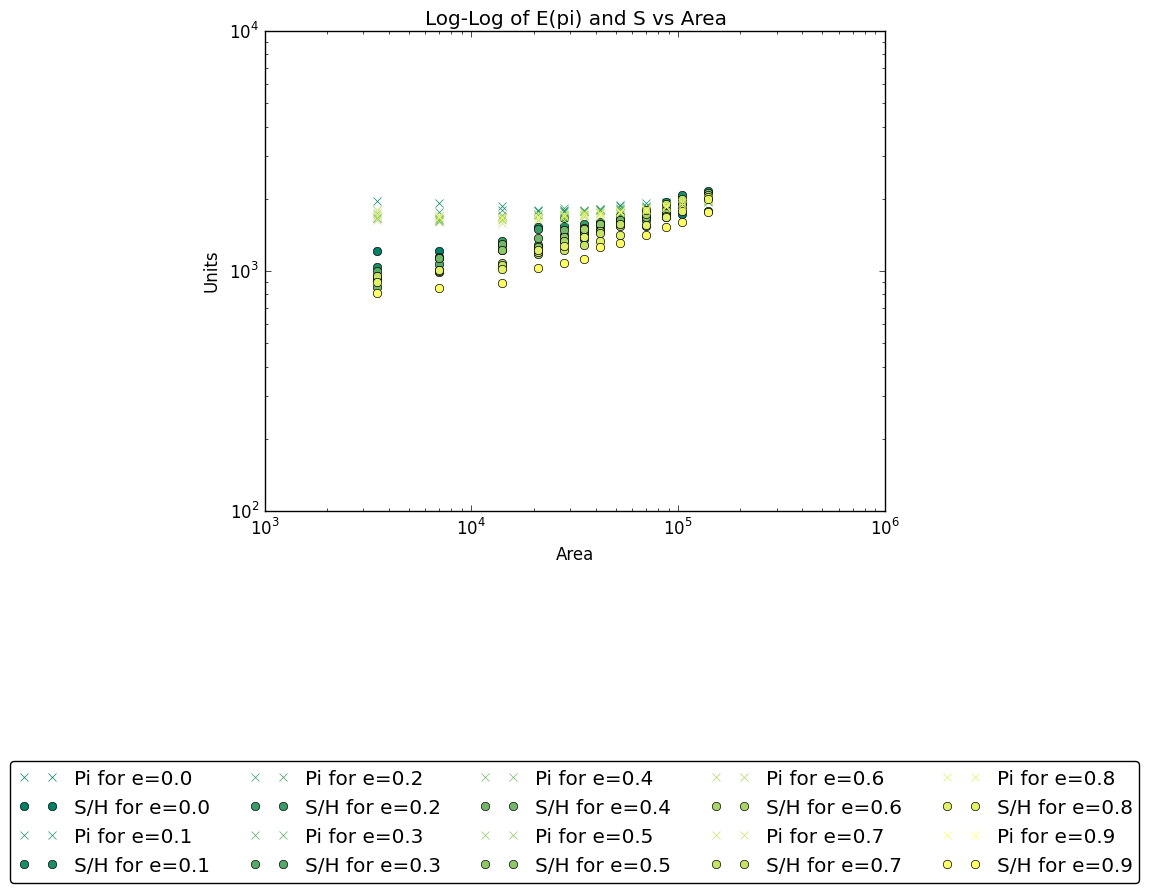 Log-Log of E(pi) and S vs Area
10^4
10^3
10^2
Units
10^3 10^4 10^5 10^6
Area
Pi for e=0.0 Pi for e=0.2 Pi for e=0.4 Pi for e=0.6 Pi for e=0.8
S/H for e=0.0 S/H for e=0.2 S/H for e=0.4 S/H for e=0.6 S/H for e=0.8
Pi for e=0.1 Pi for e=0.3 Pi for e=0.5 Pi for e=0.7 Pi for e=0.9
S/H for e=0.1 S/H for e=0.3 S/H for e=0.5 S/H for e=0.7 S/H for e=0.9